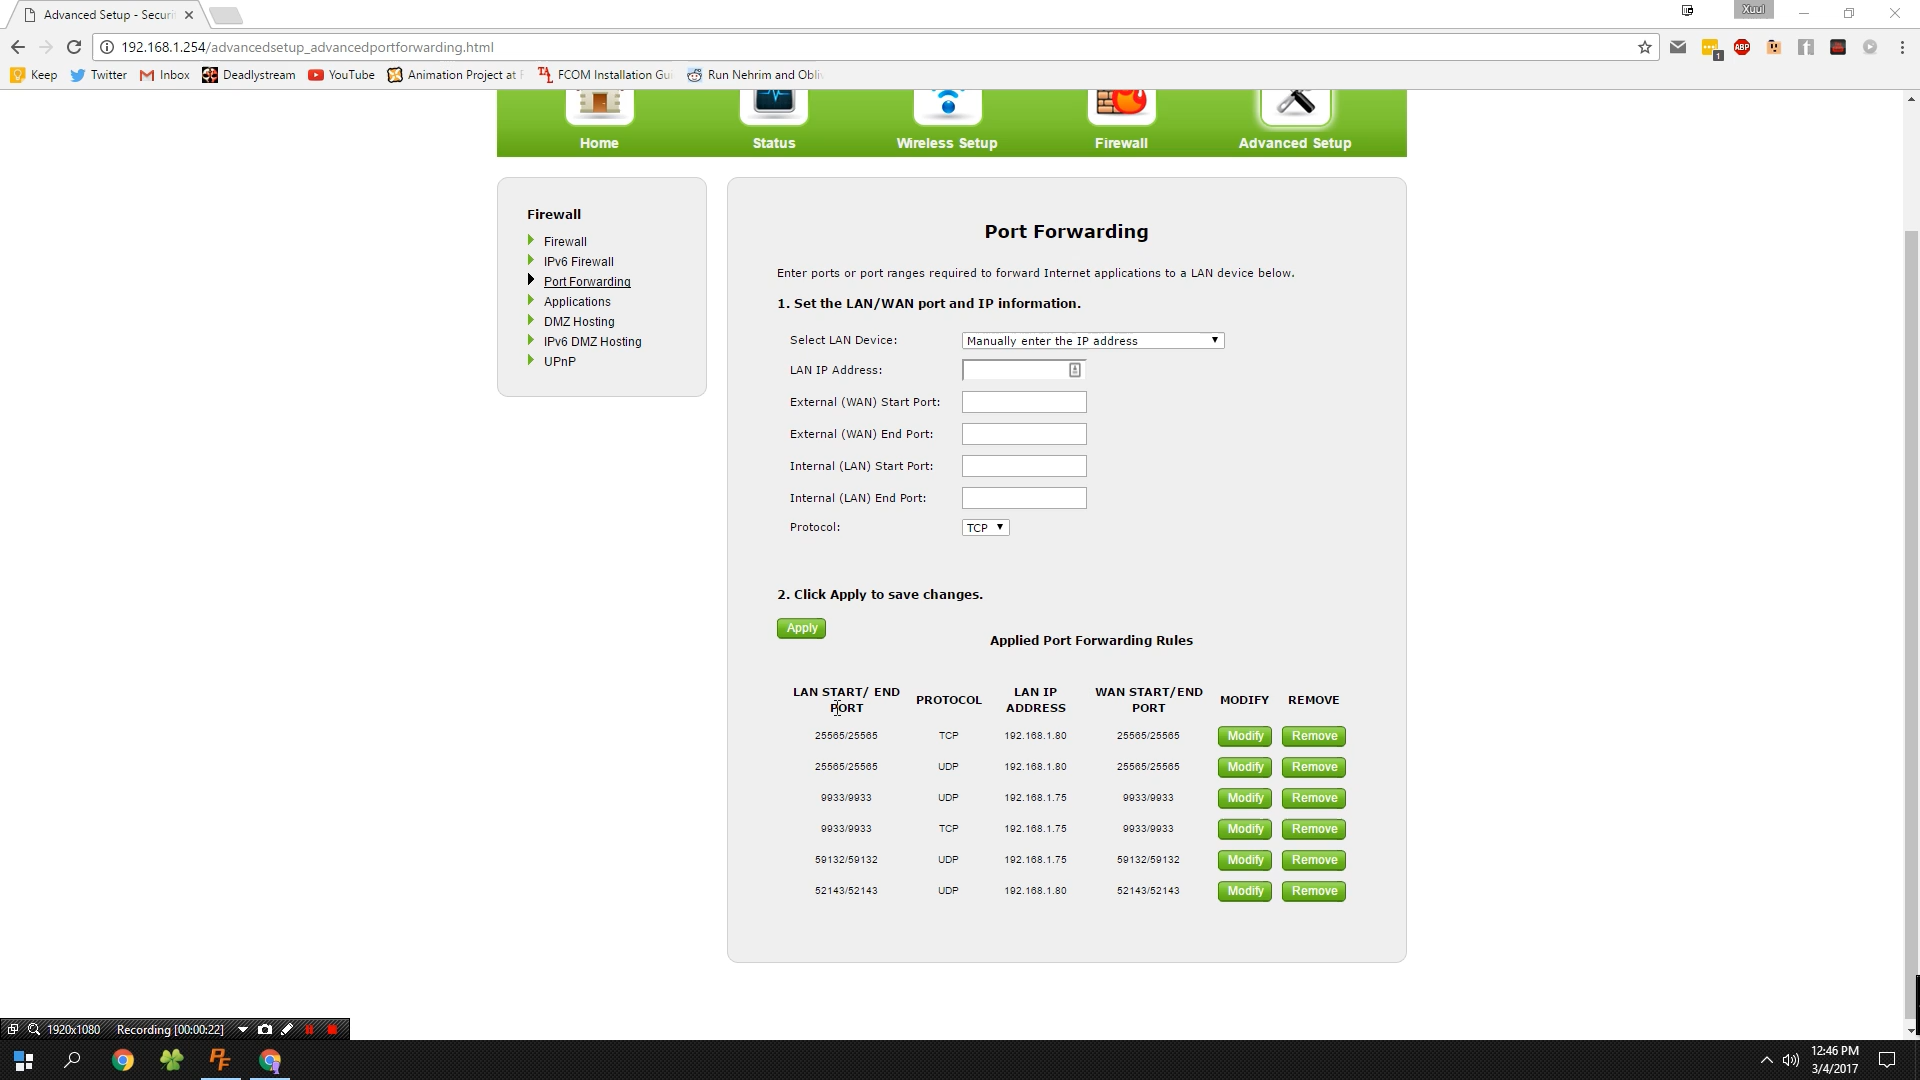 Advanced Setup - Securi
Xuul
192.168.1.254/advancedsetup_advancedportforwarding.html
1
ABP
Keep
Twitter
Inbox
Deadlystream
YouTube
Animation Project at
FCOM Installation Gu
Run Nehrim and Obli
Home
Status
Wireless Setup
Firewall
Advanced Setup
Firewall
Firewall
IPv6 Firewall
Port Forwarding
Applications
DMZ Hosting
IPv6 DMZ Hosting
UPnP
Port Forwarding
Enter ports or port ranges required to forward Internet applications to a LAN device below.
1. Set the LAN/WAN port and IP information.
Select LAN Device:
Manually enter the IP address
LAN IP Address:
External (WAN) Start Port:
External (WAN) End Port:
Internal (LAN) Start Port:
Internal (LAN) End Port:
Protocol:
TCP
2. Click Apply to save changes.
Apply
Applied Port Forwarding Rules
LAN START/ END PORT PROTOCOL LAN IP ADDRESS WAN START/END PORT MODIFY REMOVE
25565/25565 TCP 192.168.1.80 25565/25565 Modify Remove
25565/25565 UDP 192.168.1.80 25565/25565 Modify Remove
9933/9933 UDP 192.168.1.75 9933/9933 Modify Remove
9933/9933 TCP 192.168.1.75 9933/9933 Modify Remove
59132/59132 UDP 192.168.1.75 59132/59132 Modify Remove
52143/52143 UDP 192.168.1.80 52143/52143 Modify Remove
1920x1080 Recording [00:00:22]
12:46 PM
3/4/2017